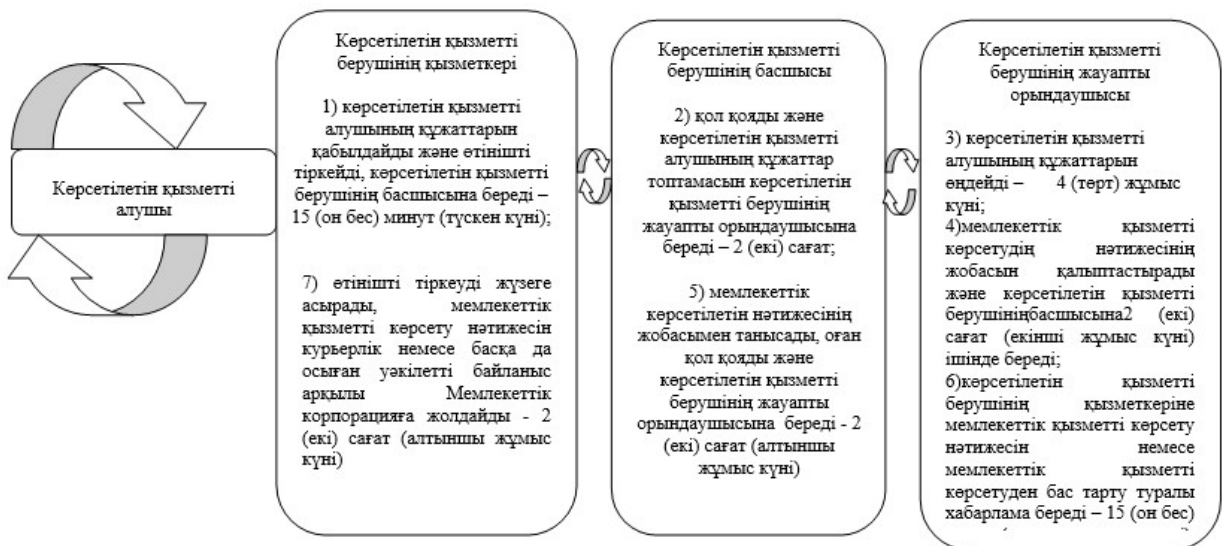 Көрсетілетін қызметті
алушы
Көрсетілетін қызметті
берушінің қызметкері
1) көрсетілетін қызметті
алушының құжаттарын
қабылдайды және өтінішті
тіркейді, көрсетілетін қызметті
берушінің басшысына береді –
15 (он бес) минут (түскен күні);
7) өтінішті тіркеуді жүзеге
асырады, мемлекеттік
қызметті көрсету нәтижесін
курьерлік немесе басқа да
осыған уәкілетті байланыс
арқылы Мемлекеттік
корпорацияға жолдайды - 2
(екі) сағат (алтыншы жұмыс
күні)
Көрсетілетін қызметті
берушінің басшысы
2) қол қояды және
көрсетілетін қызметті
алушының құжаттар
топтамасын көрсетілетін
қызметті берушінің
жауапты орындаушысына
береді – 2 (екі) сағат;
5) мемлекеттік
көрсетілетін нәтижесінің
жобасымен танысады, оған
қол қояды және
көрсетілетін қызметті
берушінің жауапты
орындаушысына береді - 2
(екі) сағат (алтыншы
жұмыс күні)
Көрсетілетін қызметті
берушінің жауапты
орындаушысы
3) көрсетілетін қызметті
алушының құжаттарын
өңдейді – 4 (төрт) жұмыс
күні;
4)мемлекеттік қызметті
көрсетудің нәтижесінің
жобасын қалыптастырады
және көрсетілетін қызметті
берушініңбасшысына2 (екі)
сағат (екінші жұмыс күні)
ішінде береді;
6)көрсетілетін қызметті
берушінің қызметкеріне
мемлекеттік қызметті көрсету
нәтижесін немесе
мемлекеттік қызметті
көрсетуден бас тарту туралы
хабарлама береді – 15 (он бес)